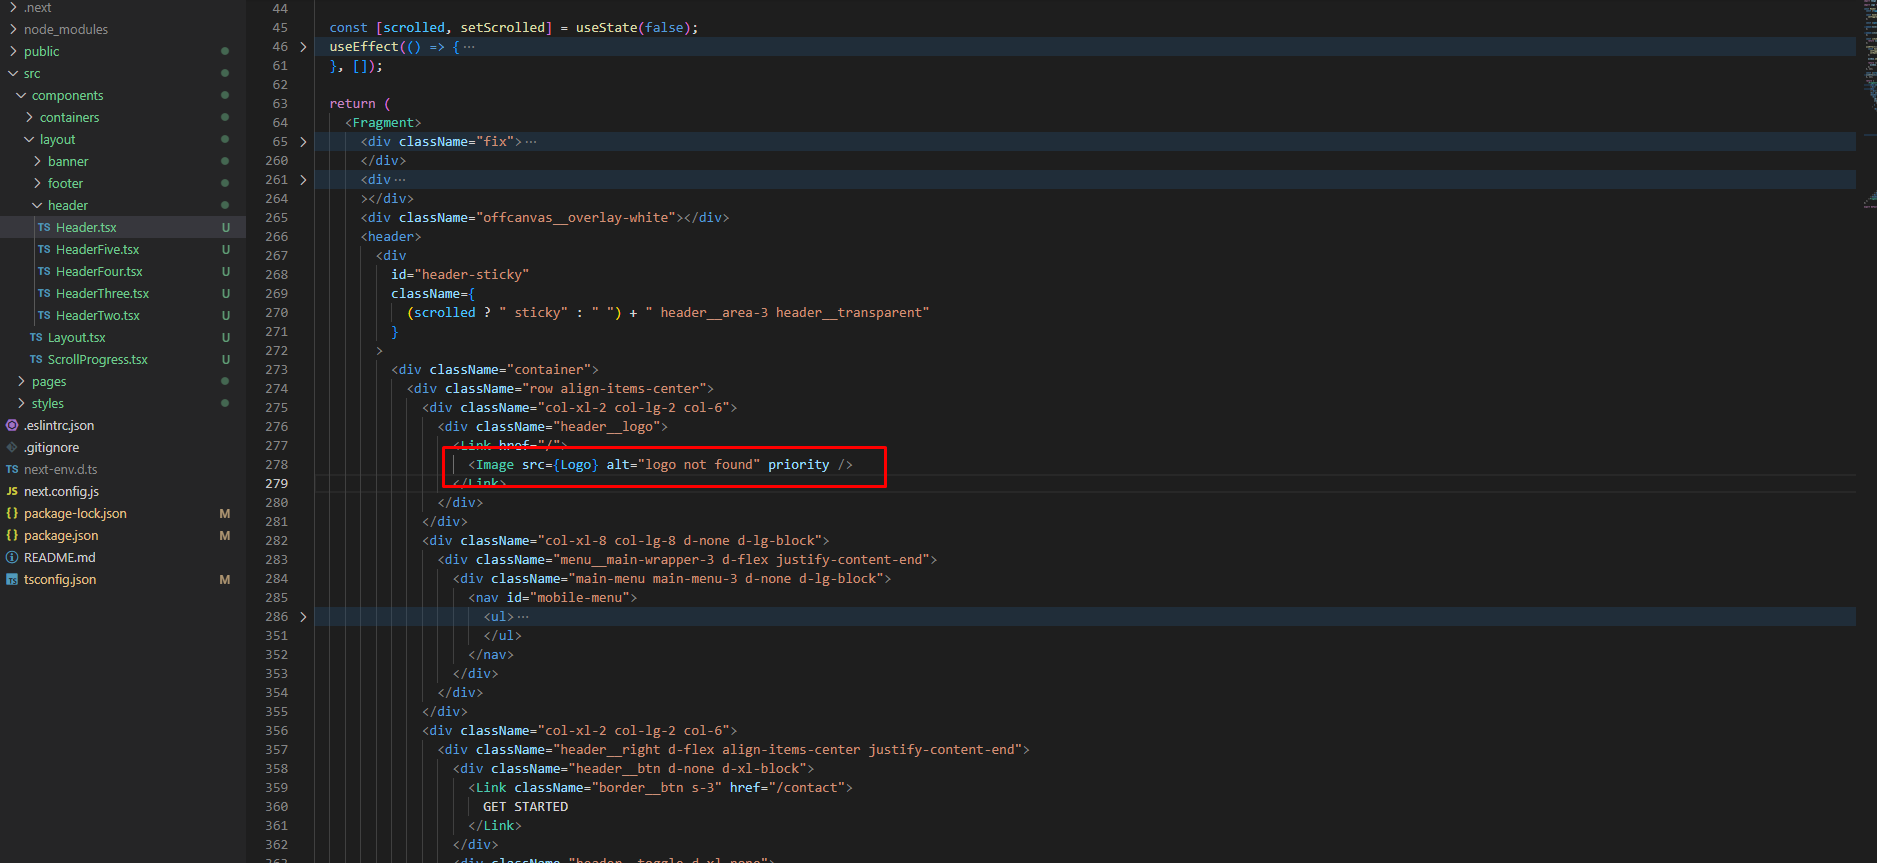 .next
node_modules
public
src
components
containers
layout
banner
footer
header
TS Header.tsx U
TS HeaderFive.tsx U
TS HeaderFour.tsx U
TS HeaderThree.tsx U
TS HeaderTwo.tsx U
TS Layout.tsx U
TS ScrollProgress.tsx U
pages
styles
.eslintrc.json
.gitignore
TS next-env.d.ts
JS next.config.js
{} package-lock.json M
{} package.json M
README.md
TS tsconfig.json M
44
45 const [scrolled, setScrolled] = useState(false);
46 useEffect(() => { ···
61 }, []);
62
63 return (
64 <Fragment>
65 <div className="fix"> ···
260 </div>
261 <div ···
264 ></div>
265 <div className="offcanvas__overlay-white"></div>
266 <header>
267 <div
268 id="header-sticky"
269 className={
270 (scrolled ? " sticky" : " ") + " header__area-3 header__transparent"
271 }
272 >
273 <div className="container">
274 <div className="row align-items-center">
275 <div className="col-xl-2 col-lg-2 col-6">
276 <div className="header__logo">
277 <Link href="/">
278 <Image src={Logo} alt="logo not found" priority />
279 </Link>
280 </div>
281 </div>
282 <div className="col-xl-8 col-lg-8 d-none d-lg-block">
283 <div className="menu__main-wrapper-3 d-flex justify-content-end">
284 <div className="main-menu main-menu-3 d-none d-lg-block">
285 <nav id="mobile-menu">
286 <ul> ···
351 </ul>
352 </nav>
353 </div>
354 </div>
355 </div>
356 <div className="col-xl-2 col-lg-2 col-6">
357 <div className="header__right d-flex align-items-center justify-content-end">
358 <div className="header__btn d-none d-xl-block">
359 <Link className="border__btn s-3" href="/contact">
360 GET STARTED
361 </Link>
362 </div>
363 <div className="header__toggle d-xl-none">